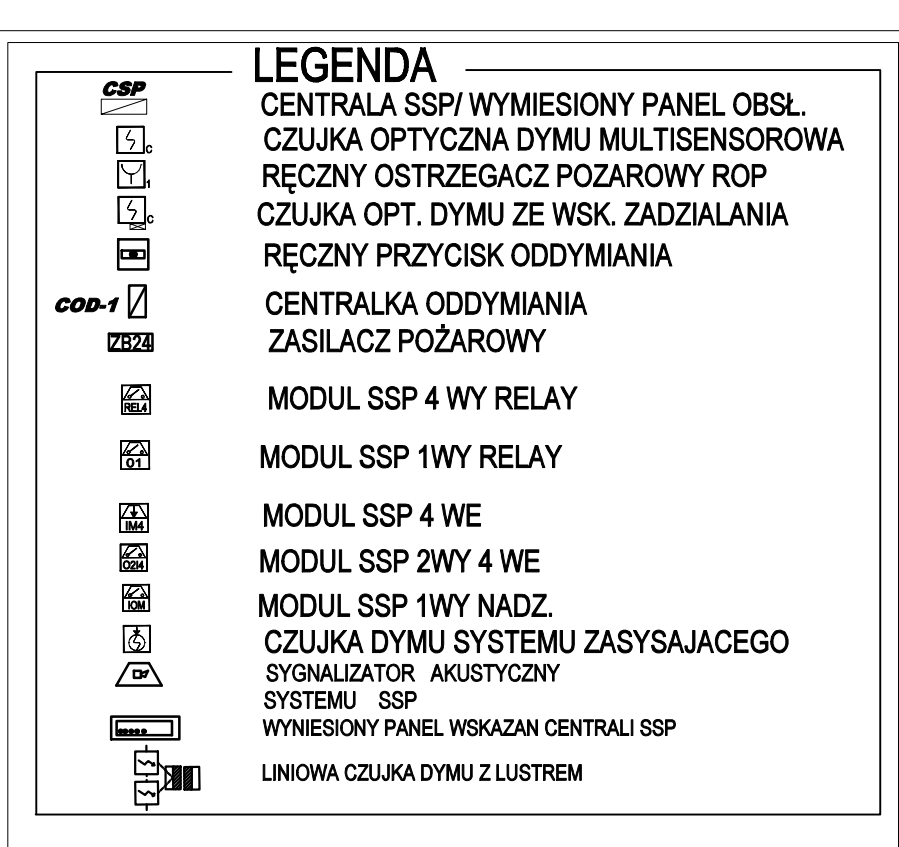 LEGENDA
CSP CENTRALA SSP/ WYMIESIONY PANEL OBSŁ.
C CZUJKA OPTYCZNA DYMU MULTISENSOROWA
1 RĘCZNY OSTRZEGACZ POZAROWY ROP
C CZUJKA OPT. DYMU ZE WSK. ZADZIALANIA
RĘCZNY PRZYCISK ODDYMIANIA
COD-1 CENTRALKA ODDYMIANIA
ZB24 ZASILACZ POŻAROWY
REL4 MODUL SSP 4 WY RELAY
O1 MODUL SSP 1WY RELAY
IM4 MODUL SSP 4 WE
O2I4 MODUL SSP 2WY 4 WE
IOM MODUL SSP 1WY NADZ.
CZUJKA DYMU SYSTEMU ZASYSAJACEGO
SYGNALIZATOR AKUSTYCZNY
SYSTEMU SSP
WYNIESIONY PANEL WSKAZAN CENTRALI SSP
LINIOWA CZUJKA DYMU Z LUSTREM